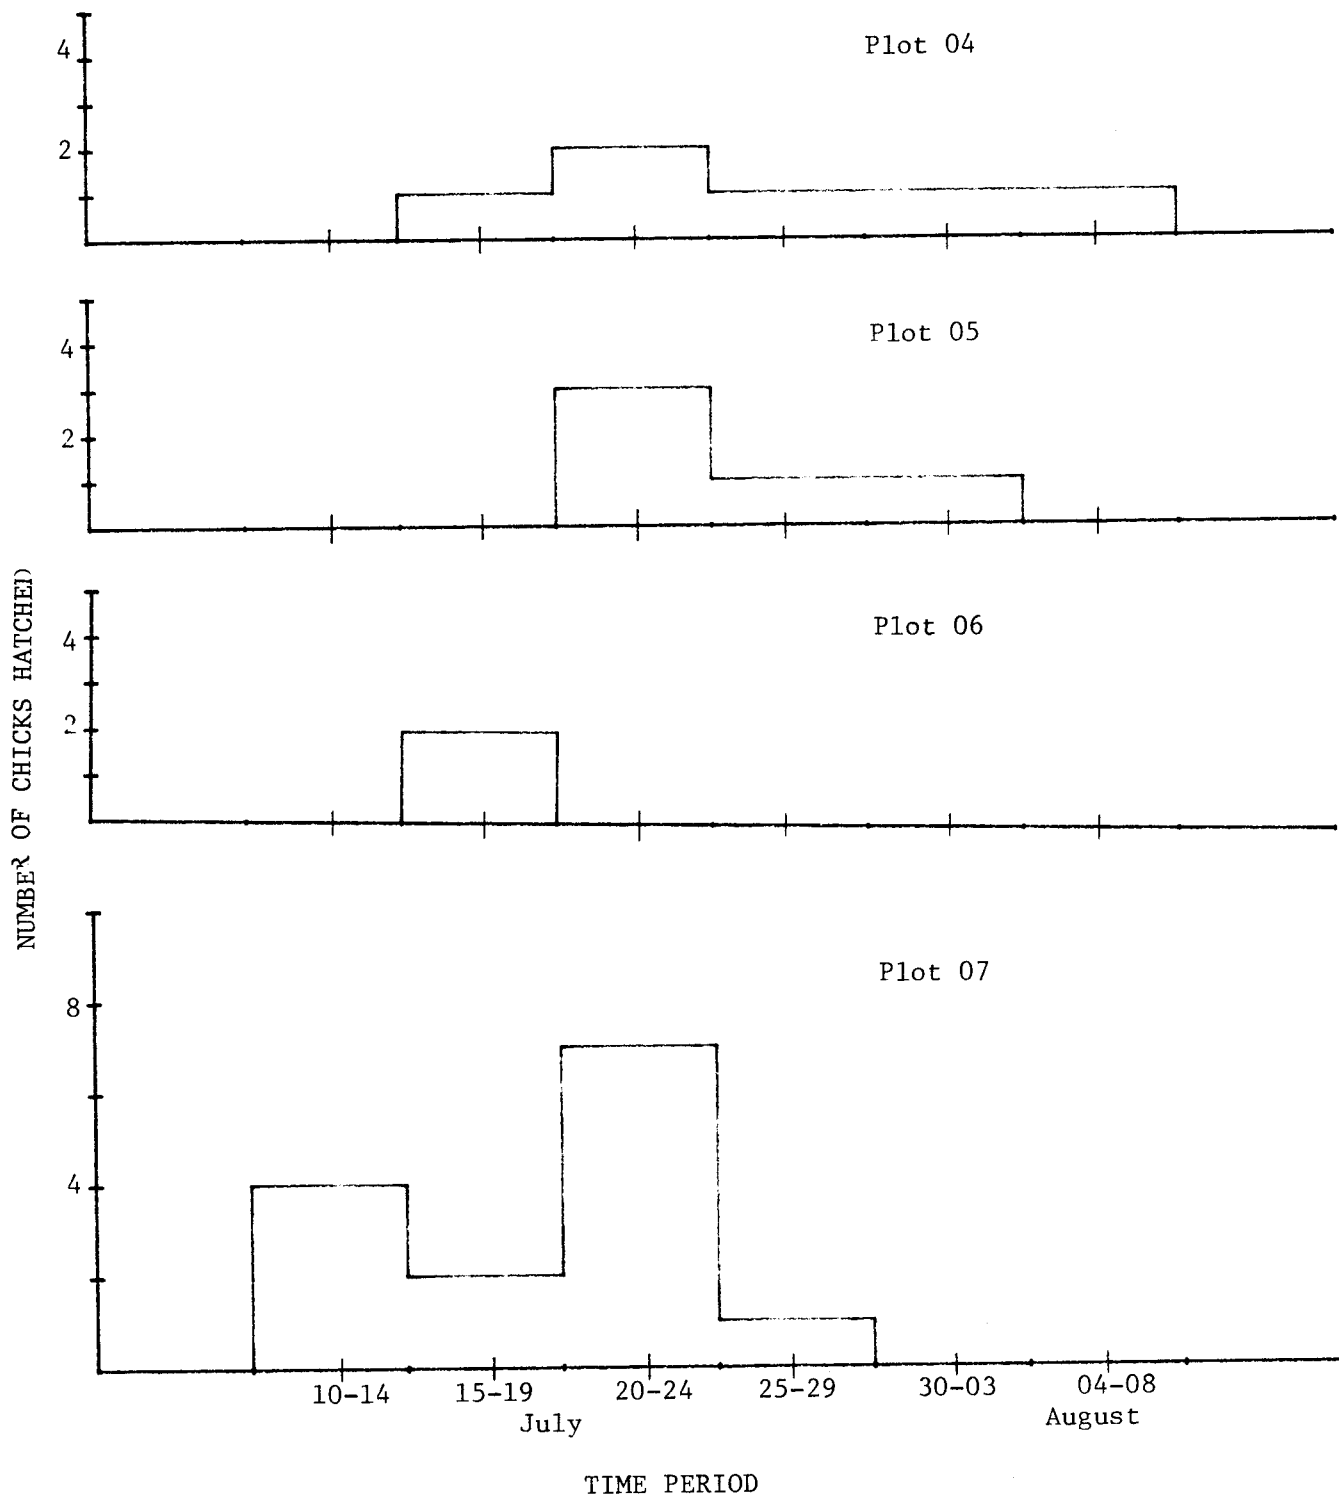 Plot 04
4
2
Plot 05
4
2
Plot 06
4
2
Plot 07
8
4
NUMBER OF CHICKS HATCHED
10-14 15-19 20-24 25-29 30-03 04-08
July August
TIME PERIOD